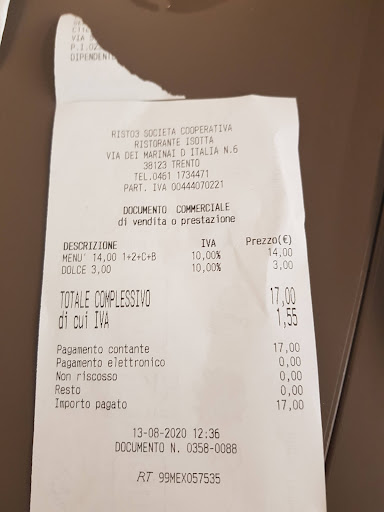 VIA
P.I.02
DIPENDENT
RISTO3 SOCIETA COOPERATIVA
RISTORANTE ISOTTA
VIA DEI MARINAI D ITALIA N.6
38123 TRENTO
TEL.0461 1734471
PART. IVA 00444070221
DOCUMENTO COMMERCIALE
di vendita o prestazione
DESCRIZIONE IVA Prezzo(€)
MENU' 14,00 1+2+C+B 10,00% 14,00
DOLCE 3,00 10,00% 3,00
TOTALE COMPLESSIVO 17,00
di cui IVA 1,55
Pagamento contante 17,00
Pagamento elettronico 0,00
Non riscosso 0,00
Resto 0,00
Importo pagato 17,00
13-08-2020 12:36
DOCUMENTO N. 0358-0088
RT 99MEX057535